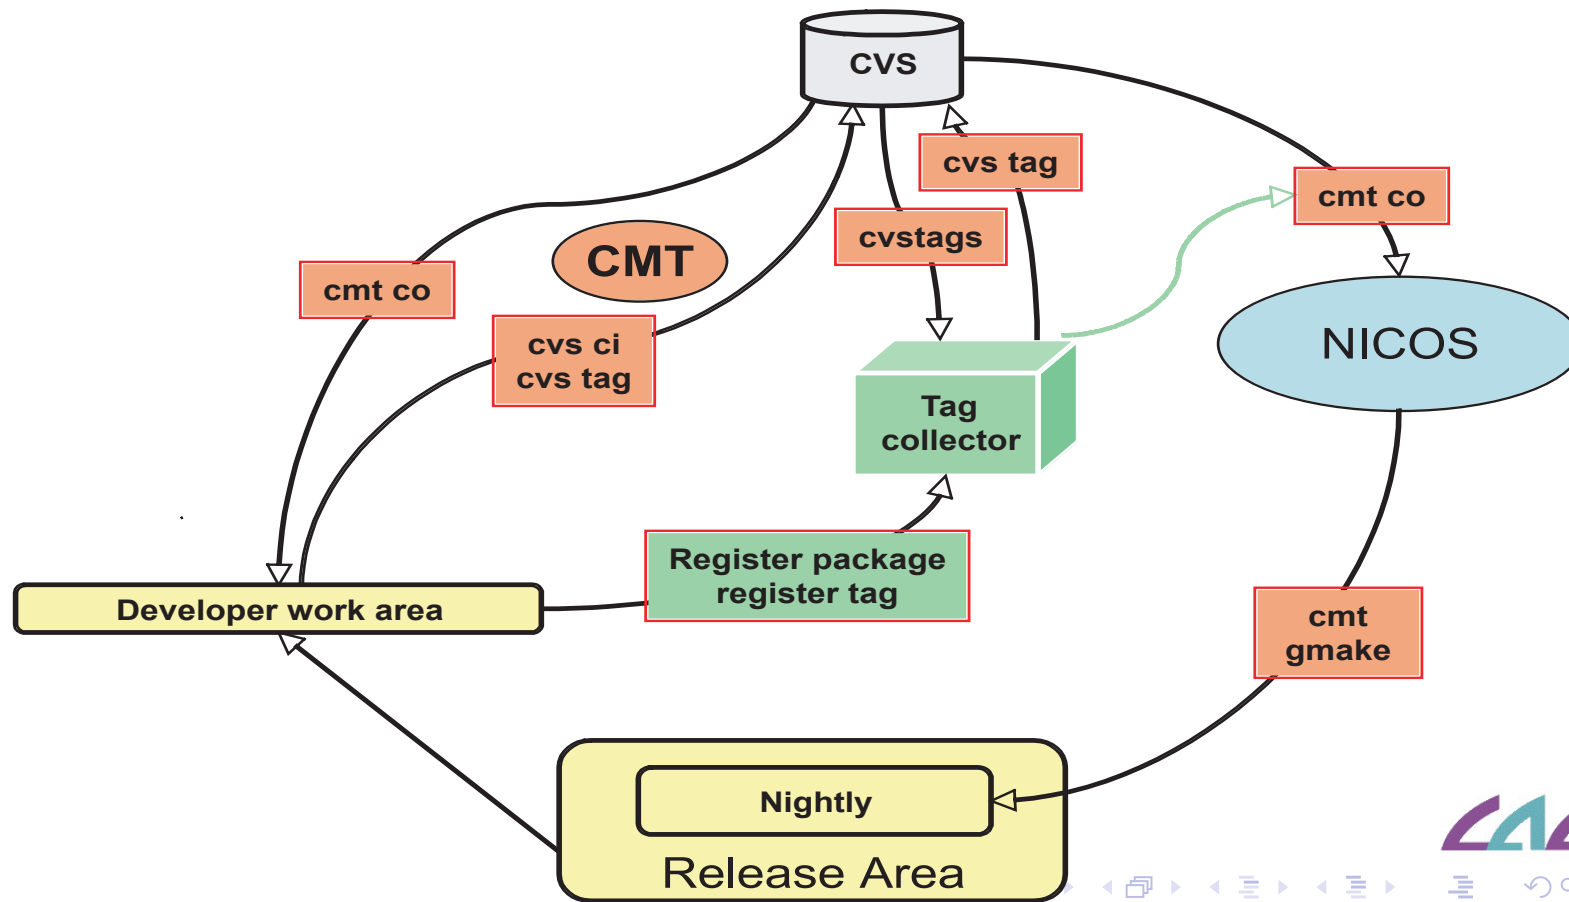 CVS
cvs tag
cmt co
cvstags
CMT
cmt co
cvs ci
cvs tag
NICOS
Tag
collector
Register package
register tag
Developer work area
cmt
gmake
Nightly
Release Area